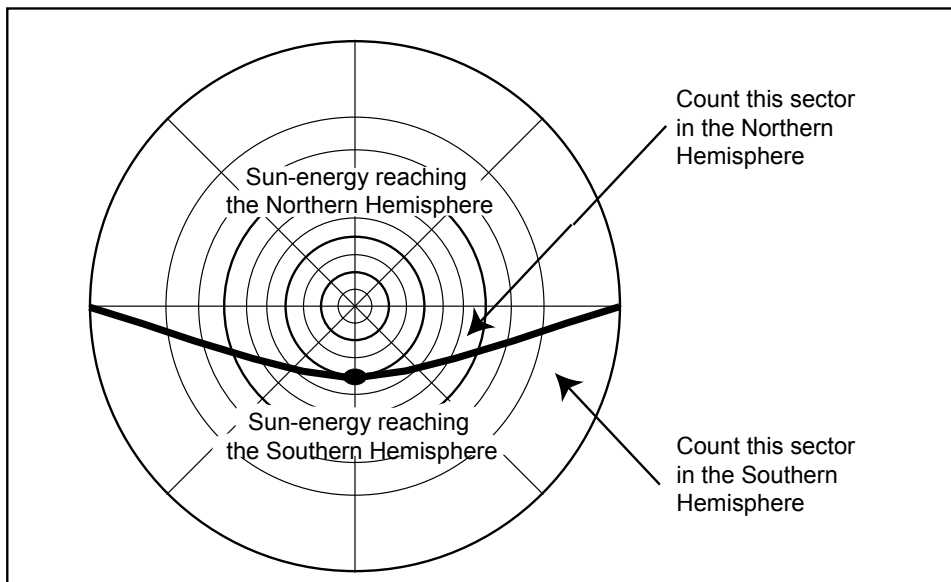 Count this sector
in the Northern
Hemisphere
Sun-energy reaching
the Northern Hemisphere
Sun-energy reaching
the Southern Hemisphere
Count this sector
in the Southern
Hemisphere